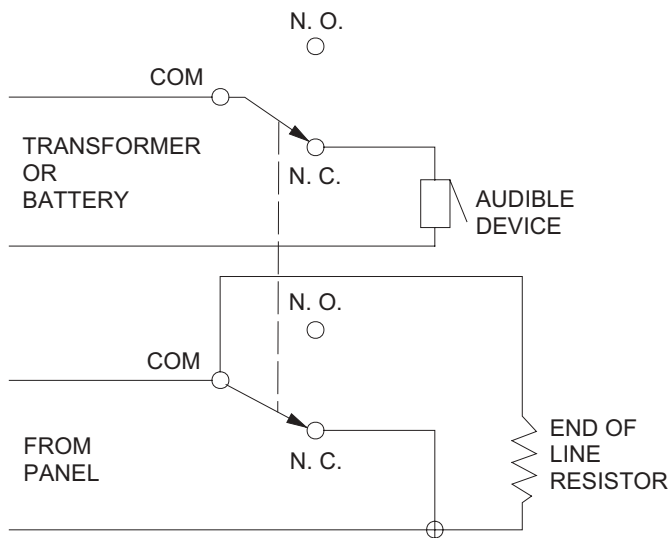 N. O.
COM
TRANSFORMER
OR
BATTERY
N. C.
AUDIBLE
DEVICE
N. O.
COM
FROM
PANEL
N. C.
END OF
LINE
RESISTOR